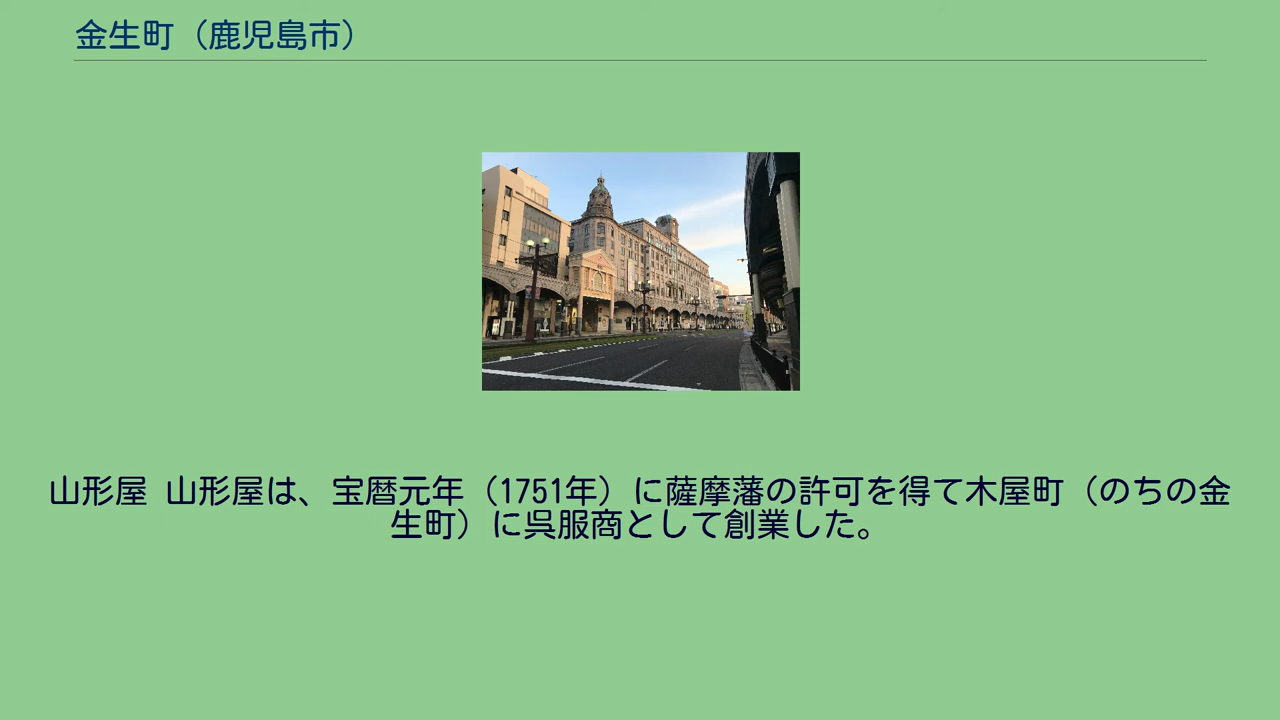 金生町（鹿児島市）
山形屋 山形屋は、宝暦元年（1751年）に薩摩藩の許可を得て木屋町（のちの金
生町）に呉服商として創業した。